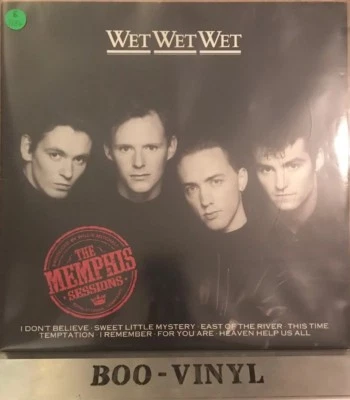 WET WET WET
THE
MEMPHIS
SESSIONS
I DON'T BELIEVE · SWEET LITTLE MYSTERY · EAST OF THE RIVER · THIS TIME
TEMPTATION · I REMEMBER · FOR YOU ARE · HEAVEN HELP US ALL
BOO-VINYL